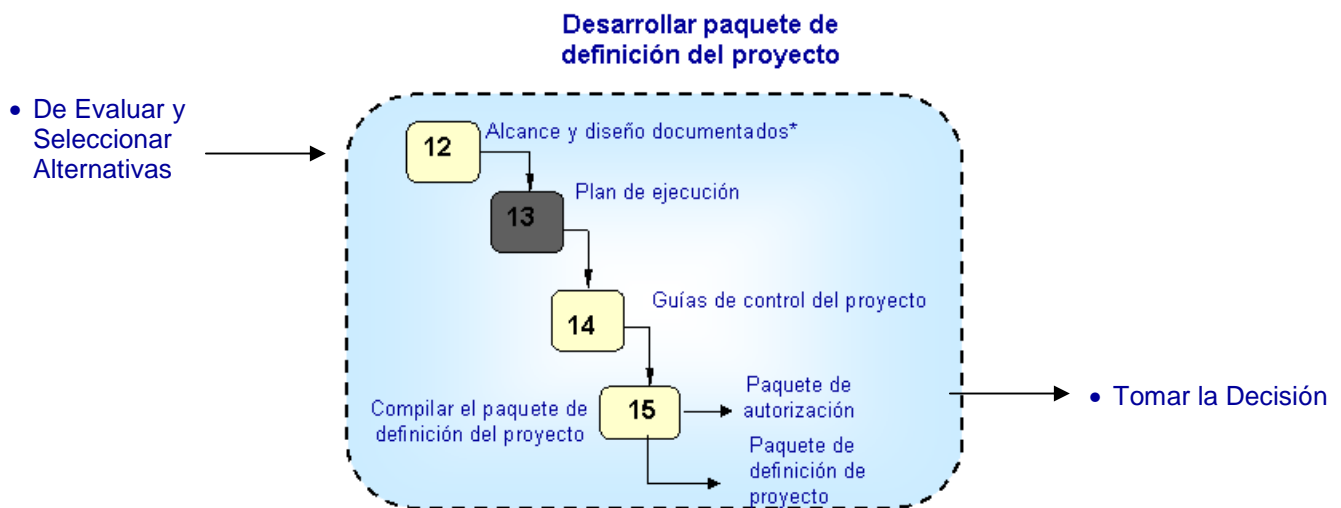 Desarrollar paquete de
definición del proyecto
• De Evaluar y
Seleccionar
Alternativas
12
Alcance y diseño documentados*
13
Plan de ejecución
14
Guías de control del proyecto
Compilar el paquete de
definición del proyecto
15
Paquete de
autorización
Paquete de
definición de
proyecto
• Tomar la Decisión